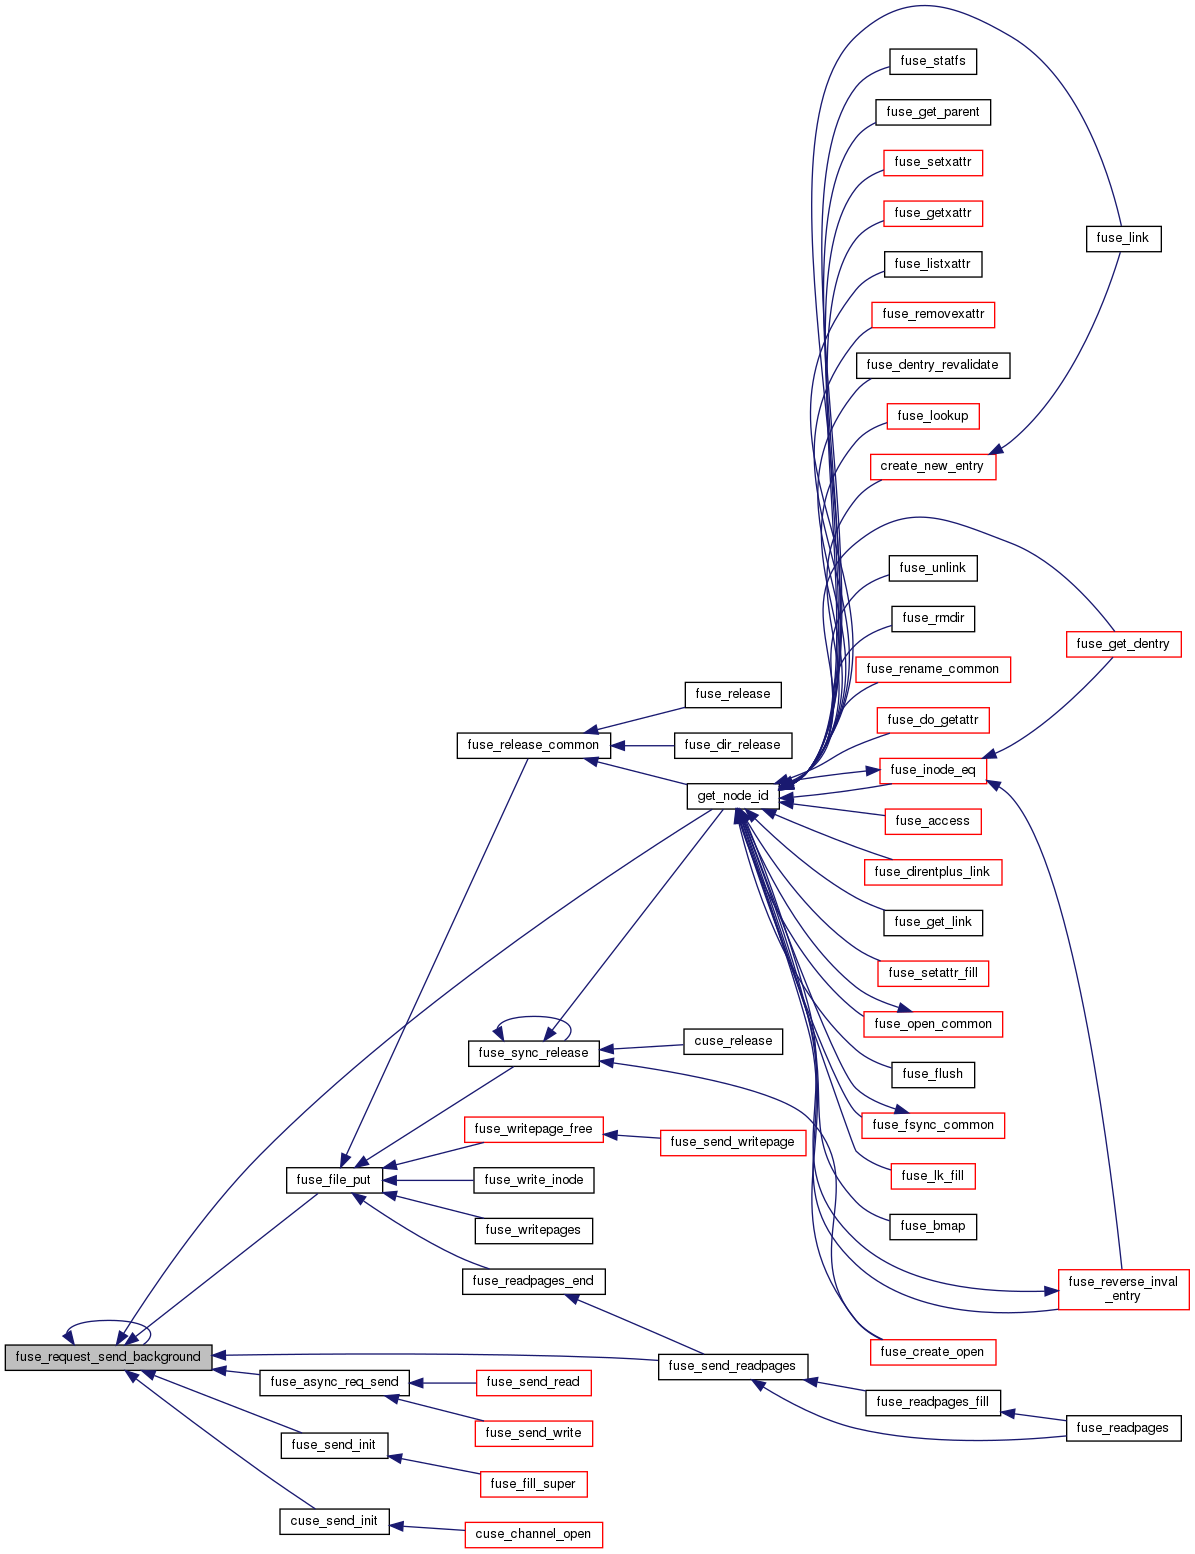 fuse_statfs
fuse_get_parent
fuse_setxattr
fuse_getxattr
fuse_link
fuse_listxattr
fuse_removexattr
fuse_dentry_revalidate
fuse_lookup
create_new_entry
fuse_unlink
fuse_rmdir
fuse_get_dentry
fuse_rename_common
fuse_release
fuse_do_getattr
fuse_release_common
fuse_dir_release
fuse_inode_eq
get_node_id
fuse_access
fuse_direntplus_link
fuse_get_link
fuse_setattr_fill
fuse_open_common
cuse_release
fuse_sync_release
fuse_flush
fuse_fsync_common
fuse_writepage_free
fuse_send_writepage
fuse_lk_fill
fuse_file_put
fuse_write_inode
fuse_bmap
fuse_writepages
fuse_readpages_end
fuse_reverse_inval
_entry
fuse_create_open
fuse_request_send_background
fuse_send_readpages
fuse_async_req_send
fuse_send_read
fuse_readpages_fill
fuse_readpages
fuse_send_write
fuse_send_init
fuse_fill_super
cuse_send_init
cuse_channel_open